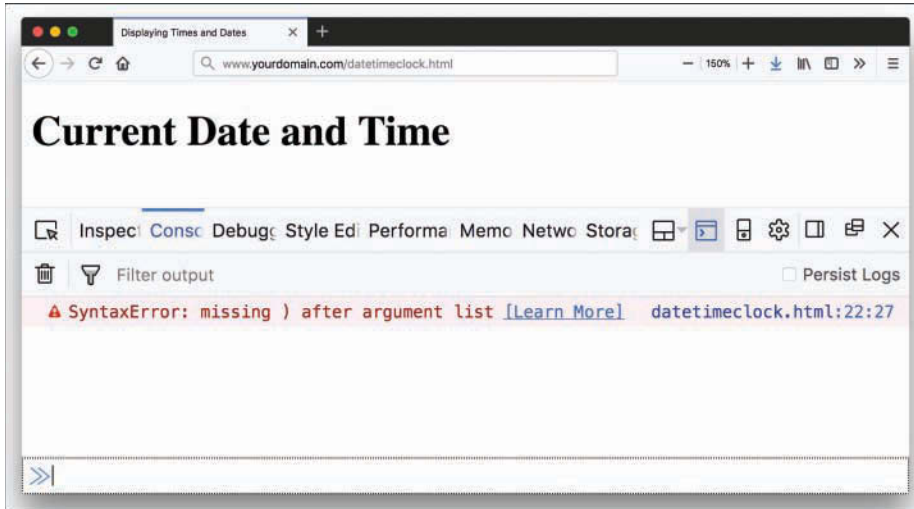 Displaying Times and Dates
www.yourdomain.com/datetimeclock.html
150%
Current Date and Time
Inspect Conso Debugg Style Edi Performa Memo Netwo Storag
Filter output
Persist Logs
SyntaxError: missing ) after argument list [Learn More] datetimeclock.html:22:27